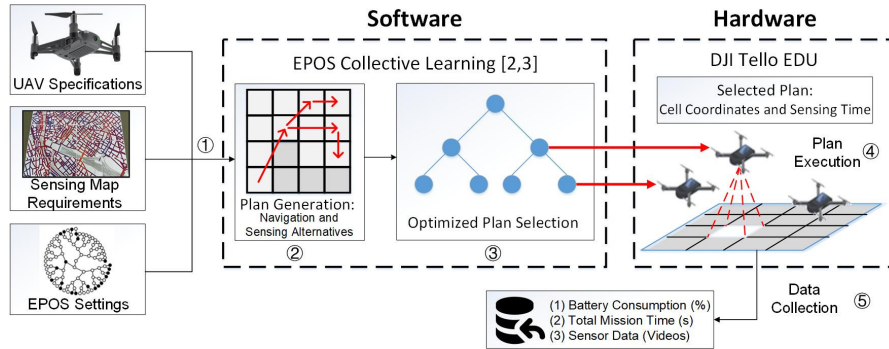 Software
Hardware
UAV Specifications
Sensing Map
Requirements
EPOS Settings
①
EPOS Collective Learning [2,3]
Plan Generation:
Navigation and
Sensing Alternatives
②
Optimized Plan Selection
③
DJI Tello EDU
Selected Plan:
Cell Coordinates and Sensing Time
Plan
Execution ④
Data
Collection ⑤
(1) Battery Consumption (%)
(2) Total Mission Time (s)
(3) Sensor Data (Videos)